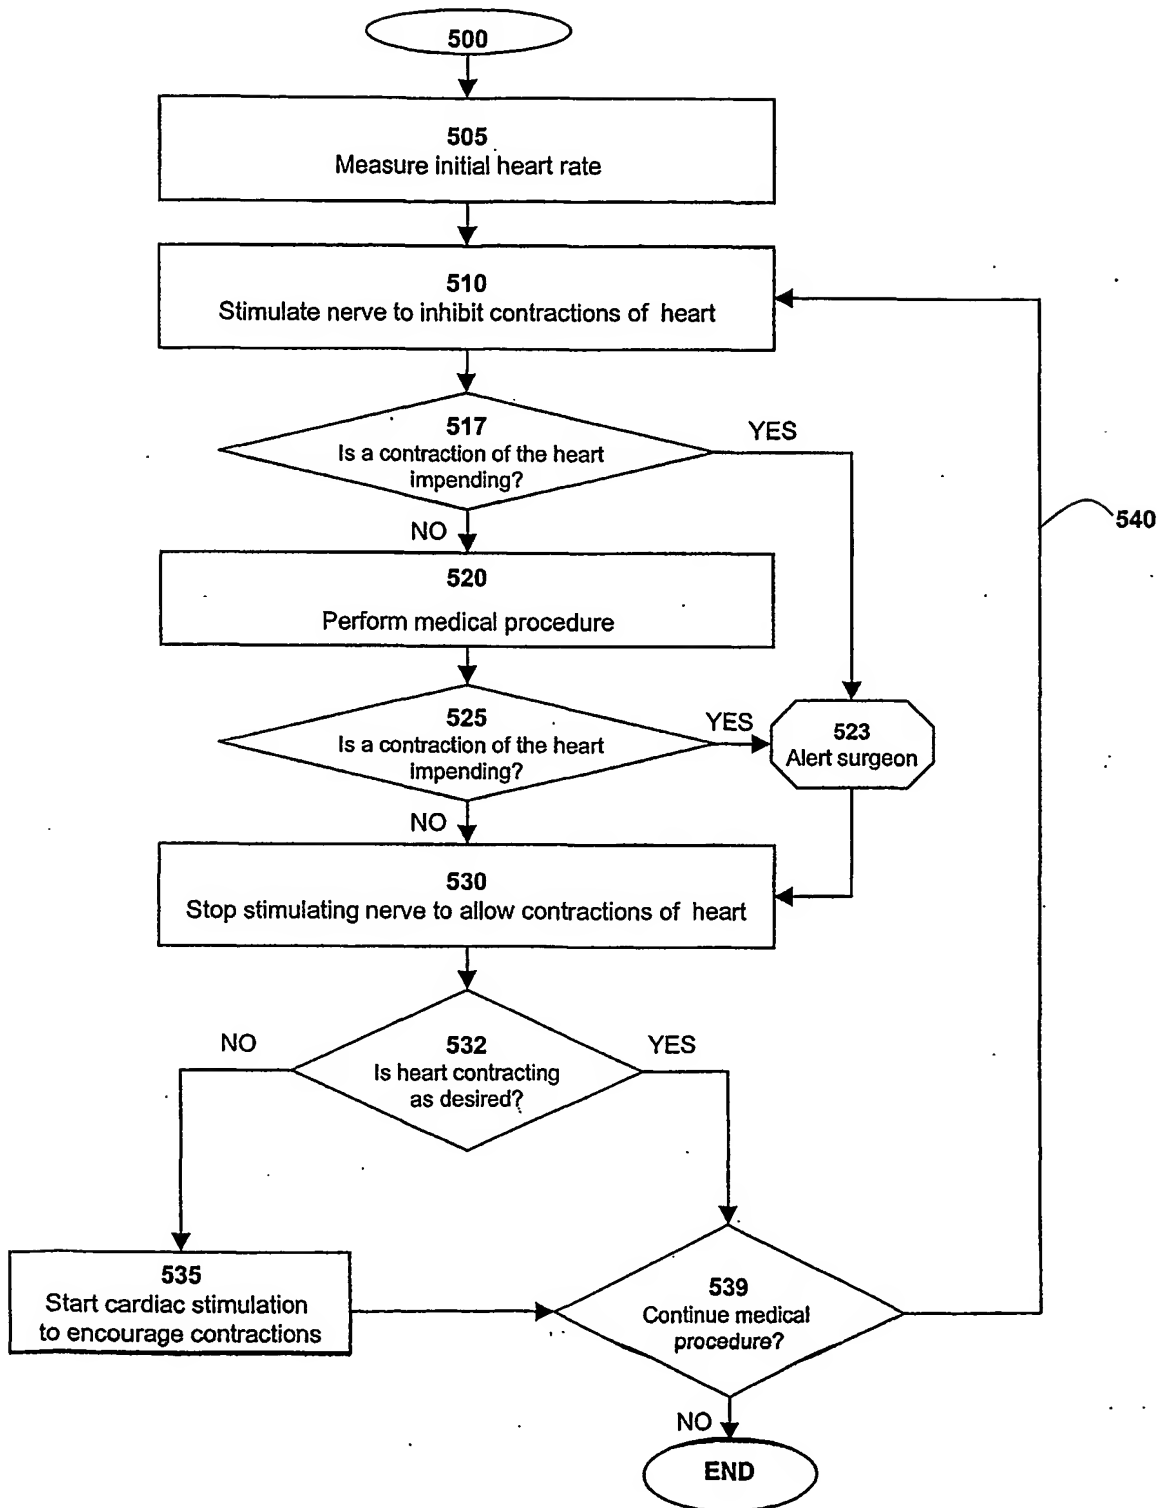 500
505
Measure initial heart rate
510
Stimulate nerve to inhibit contractions of heart
517
Is a contraction of the heart
impending?
YES
NO
540
520
Perform medical procedure
525
Is a contraction of the heart
impending?
YES
523
Alert surgeon
NO
530
Stop stimulating nerve to allow contractions of heart
NO
532
Is heart contracting
as desired?
YES
535
Start cardiac stimulation
to encourage contractions
539
Continue medical
procedure?
NO
END